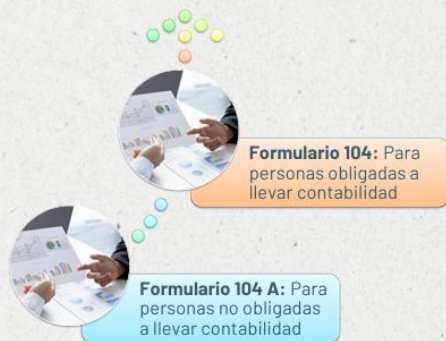 Formulario 104: Para
personas obligadas a
llevar contabilidad
Formulario 104 A: Para
personas no obligadas
a llevar contabilidad